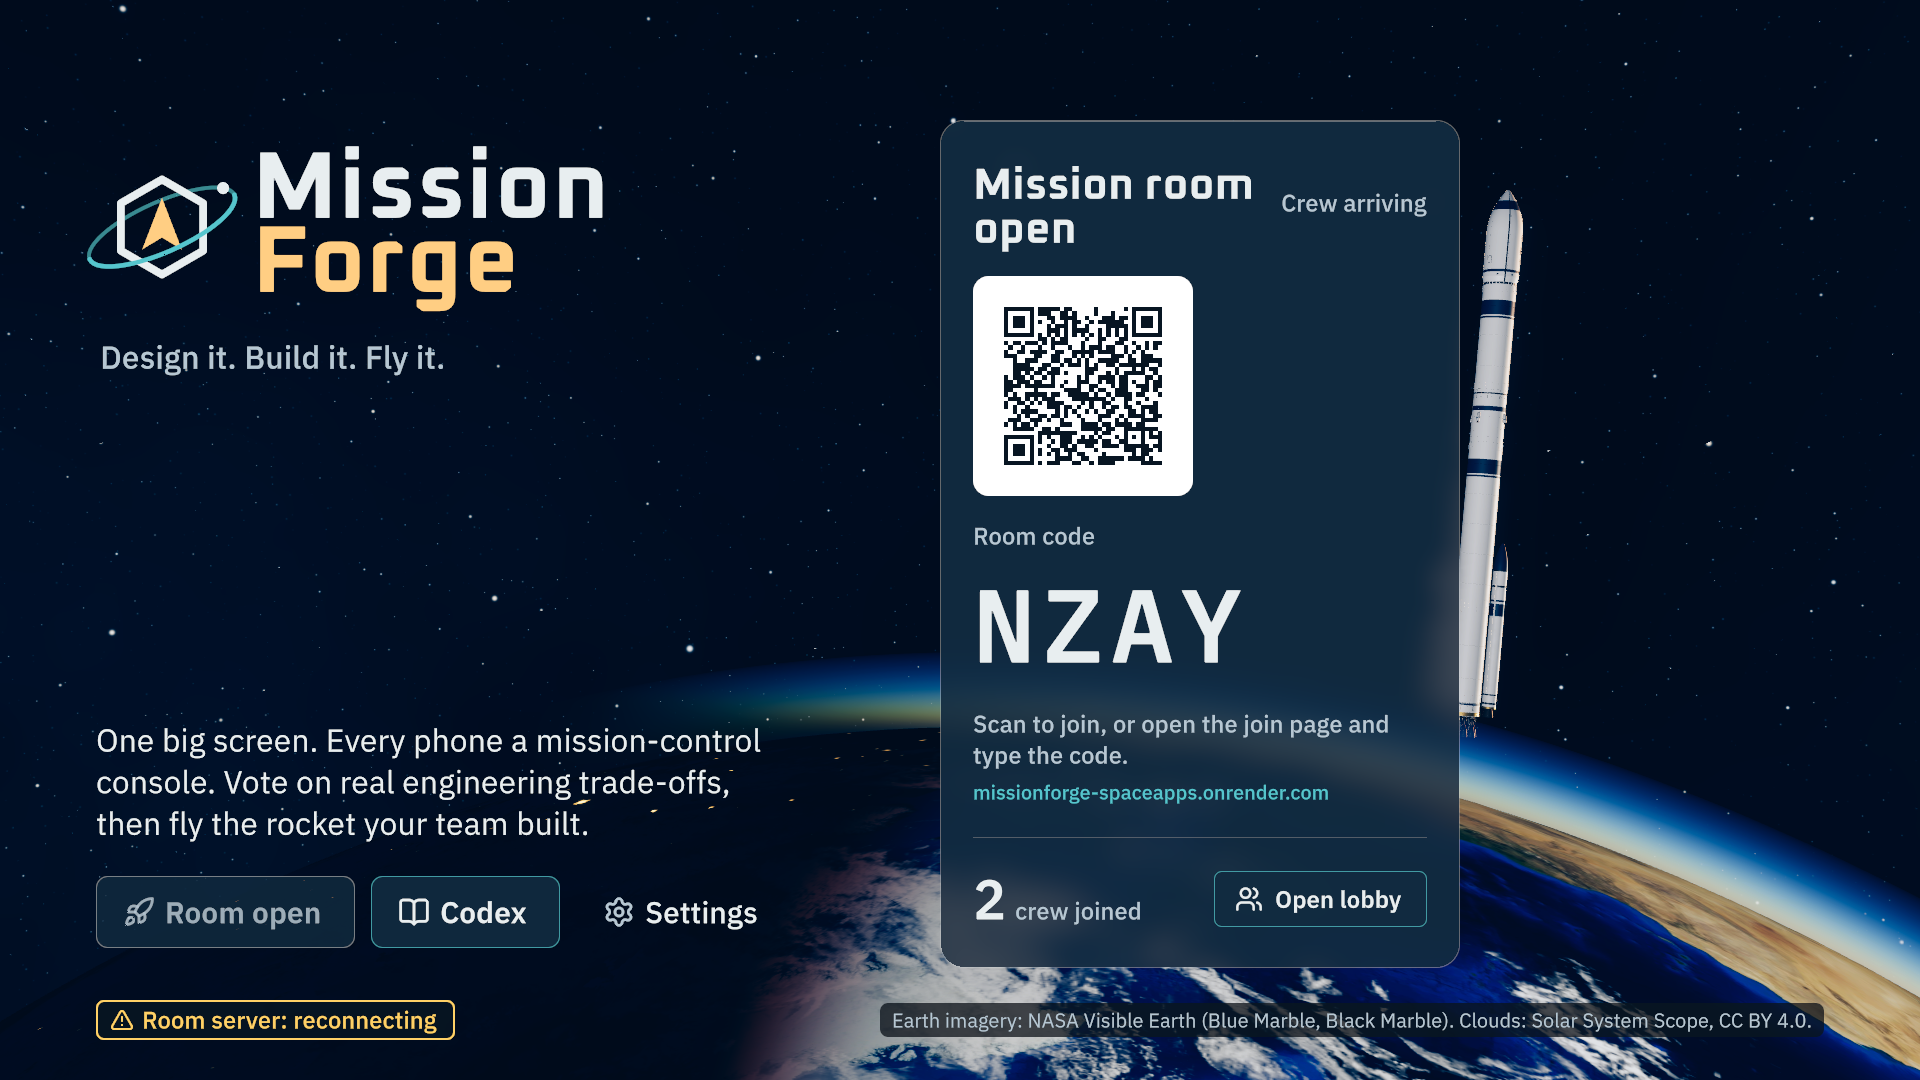 Mission
Forge
Design it. Build it. Fly it.
One big screen. Every phone a mission-control
console. Vote on real engineering trade-offs,
then fly the rocket your team built.
Room open
Codex
Settings
Room server: reconnecting
Mission room
open
Crew arriving
Room code
NZAY
Scan to join, or open the join page and
type the code.
missionforge-spaceapps.onrender.com
2 crew joined
Open lobby
Earth imagery: NASA Visible Earth (Blue Marble, Black Marble). Clouds: Solar System Scope, CC BY 4.0.